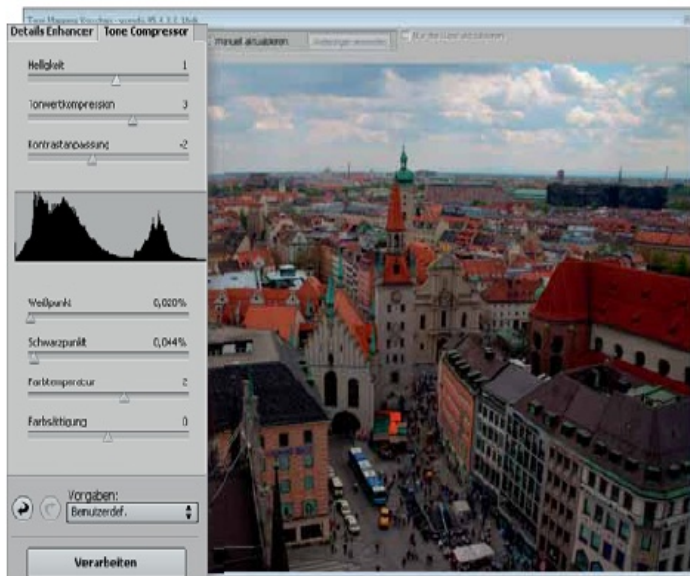 Details Enhancer Tone Compressor
manuel aktualisieren
Helligkeit 1
Tonwertkompression 3
Kontrastanpassung -2
Weißpunkt 0,020%
Schwarzpunkt 0,044%
Farbtemperatur 2
Farbsättigung 0
Vorgaben:
Benutzerdef.
Verarbeiten